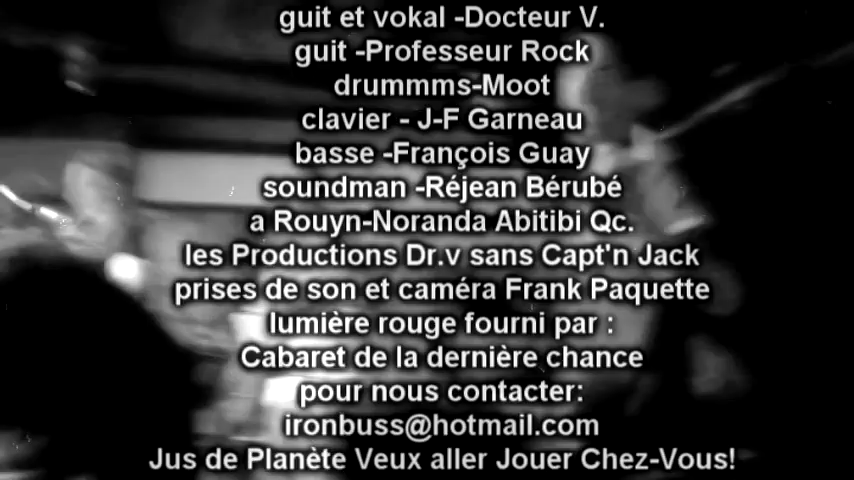 guit et vokal -Docteur V.
guit -Professeur Rock
drummms-Moot
clavier - J-F Garneau
basse -François Guay
soundman -Réjean Bérubé
a Rouyn-Noranda Abitibi Qc.
les Productions Dr.v sans Capt'n Jack
prises de son et caméra Frank Paquette
lumière rouge fourni par :
Cabaret de la dernière chance
pour nous contacter:
ironbuss@hotmail.com
Jus de Planète Veux aller Jouer Chez-Vous!